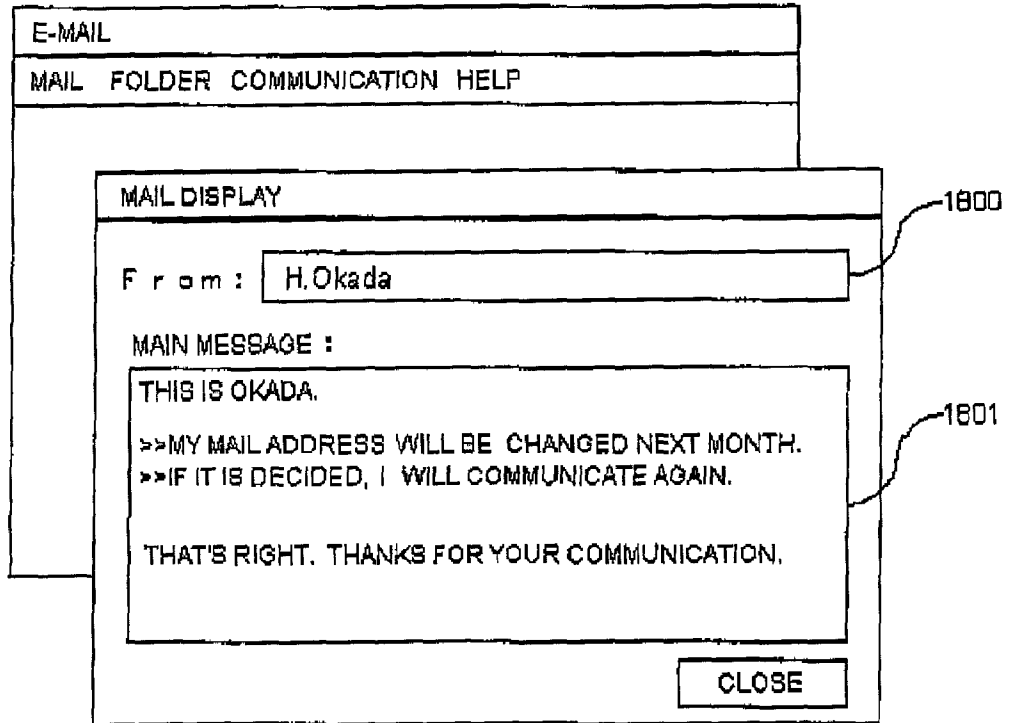 E-MAIL
MAIL FOLDER COMMUNICATION HELP
MAIL DISPLAY
1800
From: H.Okada
MAIN MESSAGE :
THIS IS OKADA.
>>MY MAIL ADDRESS WILL BE CHANGED NEXT MONTH.
1801
>>IF IT IS DECIDED, I WILL COMMUNICATE AGAIN.
THAT'S RIGHT. THANKS FOR YOUR COMMUNICATION.
CLOSE